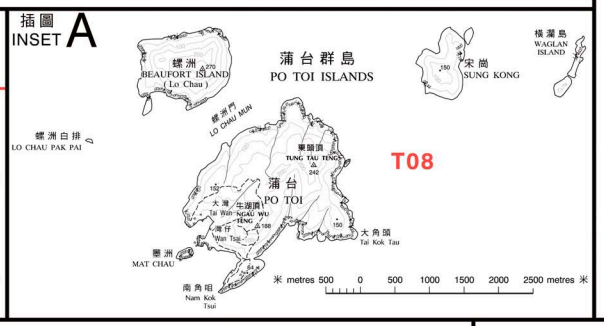 插圖
INSET A
螺洲
270
BEAUFORT ISLAND
(Lo Chau)
蒲台群島
PO TOI ISLANDS
宋崗
150
SUNG KONG
橫瀾島
WAGLAN
ISLAND
螺洲門
LO CHAU MUN
螺洲白排
LO CHAU PAK PAI
東頭頂
TUNG TAU TENG
242
T08
152
蒲台
PO TOI
大灣
Tai Wan
牛湖頂
NGAU WU
TENG
188
灣仔
Wan Tsai
150
大角頭
Tai Kok Tau
墨洲
MAT CHAU
南角咀
Nam Kok
Tsui
米 metres 500 0 500 1000 1500 2000 2500 metres 米